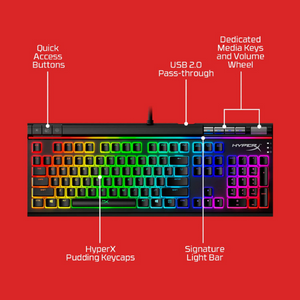 Quick
Access
Buttons
USB 2.0
Pass-through
Dedicated
Media Keys
and Volume
Wheel
HYPERX
HyperX
Pudding Keycaps
Signature
Light Bar